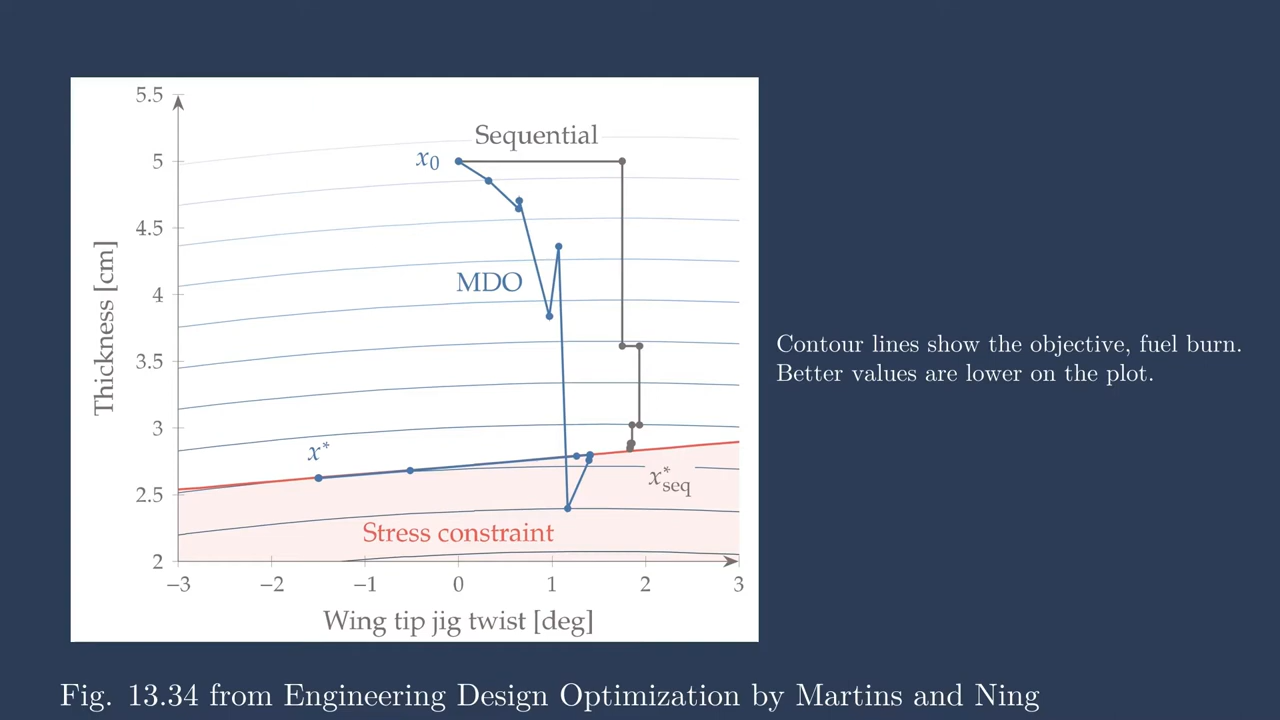 5.5
5
4.5
4
3.5
3
2.5
2
Thickness [cm]
Sequential
x0
MDO
x*
x*seq
Stress constraint
−3 −2 −1 0 1 2 3
Wing tip jig twist [deg]
Contour lines show the objective, fuel burn.
Better values are lower on the plot.
Fig. 13.34 from Engineering Design Optimization by Martins and Ning